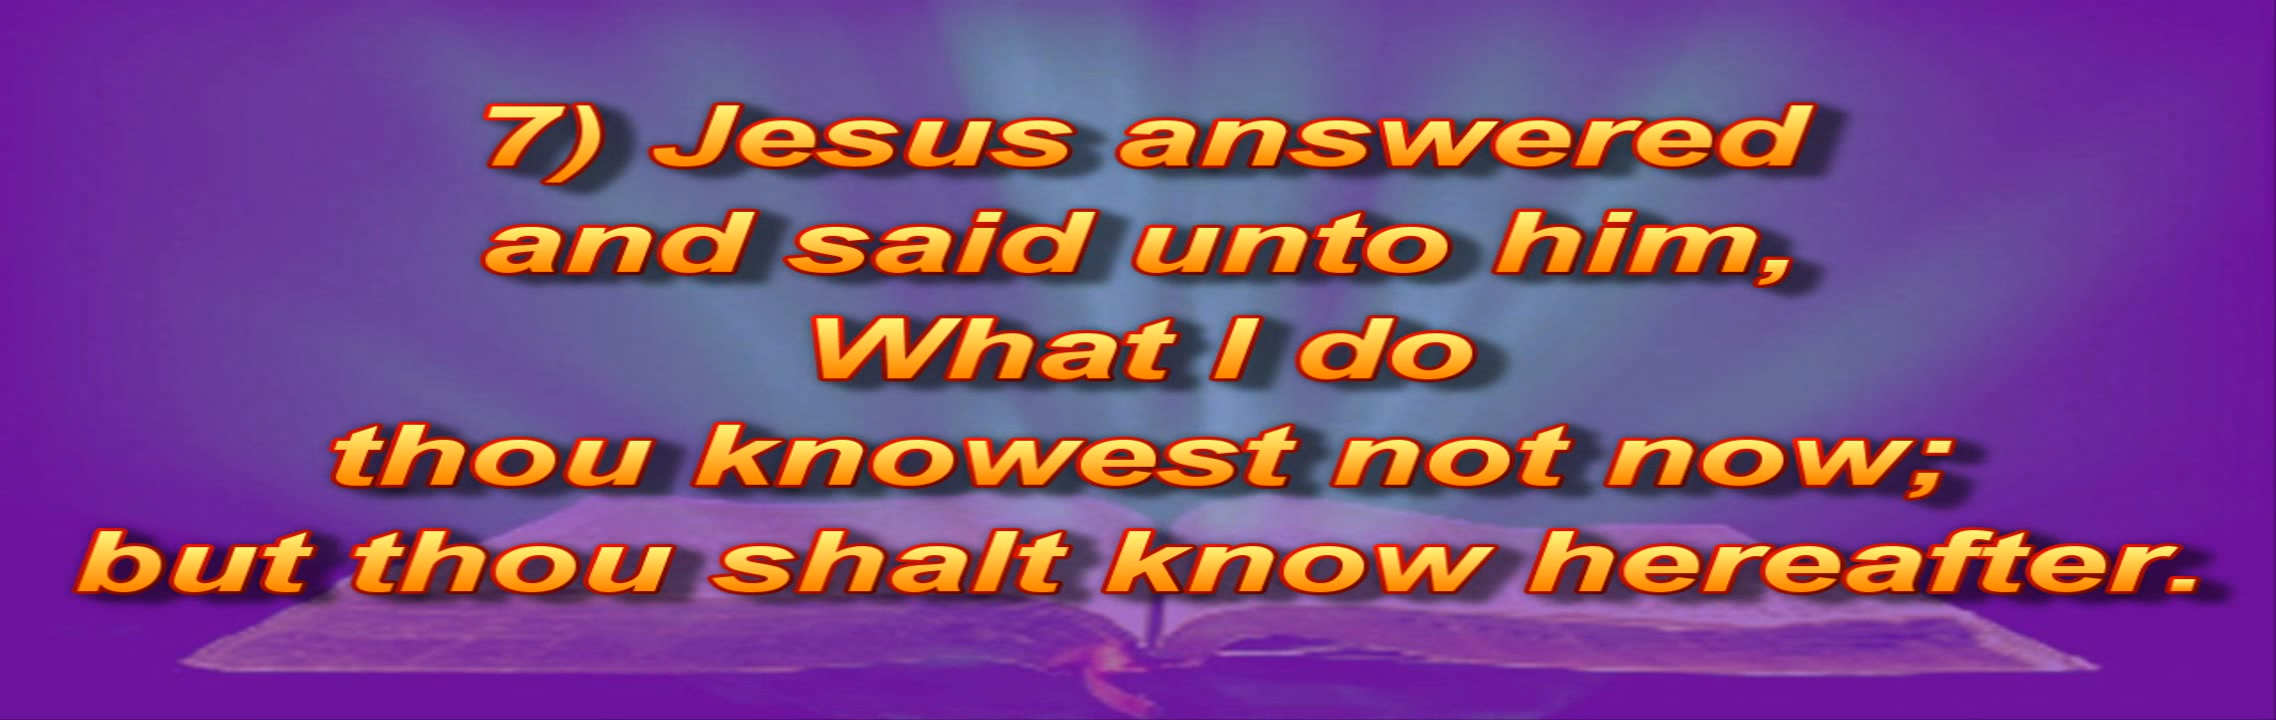 7) Jesus answered
and said unto him,
What I do
thou knowest not now;
but thou shalt know hereafter.